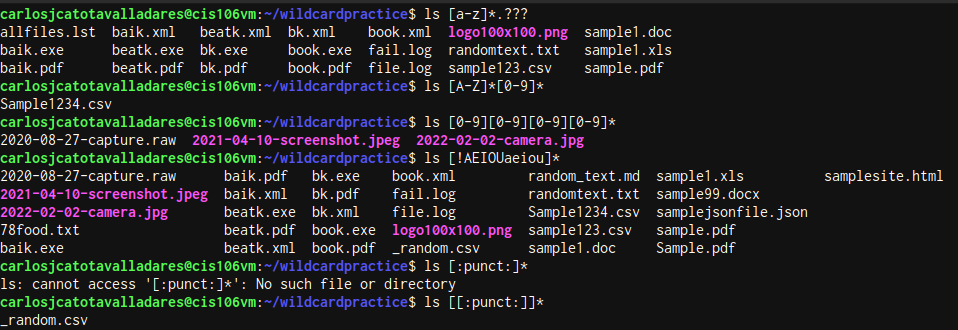 carlosjcatotavalladares@cis106vm:~/wildcardpractice$ ls [a-z]*.???
allfiles.lst  baik.xml   beatk.xml  bk.xml    book.xml  logo100x100.png  sample1.doc
baik.exe      beatk.exe  bk.exe     book.exe  fail.log  randomtext.txt   sample1.xls
baik.pdf      beatk.pdf  bk.pdf     book.pdf  file.log  sample123.csv    sample.pdf
carlosjcatotavalladares@cis106vm:~/wildcardpractice$ ls [A-Z]*[0-9]*
Sample1234.csv
carlosjcatotavalladares@cis106vm:~/wildcardpractice$ ls [0-9][0-9][0-9][0-9]*
2020-08-27-capture.raw  2021-04-10-screenshot.jpeg  2022-02-02-camera.jpg
carlosjcatotavalladares@cis106vm:~/wildcardpractice$ ls [!AEIOUaeiou]*
2020-08-27-capture.raw      baik.pdf   bk.exe    book.xml         random_text.md  sample1.xls          samplesite.html
2021-04-10-screenshot.jpeg  baik.xml   bk.pdf    fail.log         randomtext.txt  sample99.docx
2022-02-02-camera.jpg       beatk.exe  bk.xml    file.log         Sample1234.csv  samplejsonfile.json
78food.txt                  beatk.pdf  book.exe  logo100x100.png  sample123.csv   sample.pdf
baik.exe                    beatk.xml  book.pdf  _random.csv      sample1.doc     Sample.pdf
carlosjcatotavalladares@cis106vm:~/wildcardpractice$ ls [:punct:]*
ls: cannot access '[:punct:]*': No such file or directory
carlosjcatotavalladares@cis106vm:~/wildcardpractice$ ls [[:punct:]]*
_random.csv